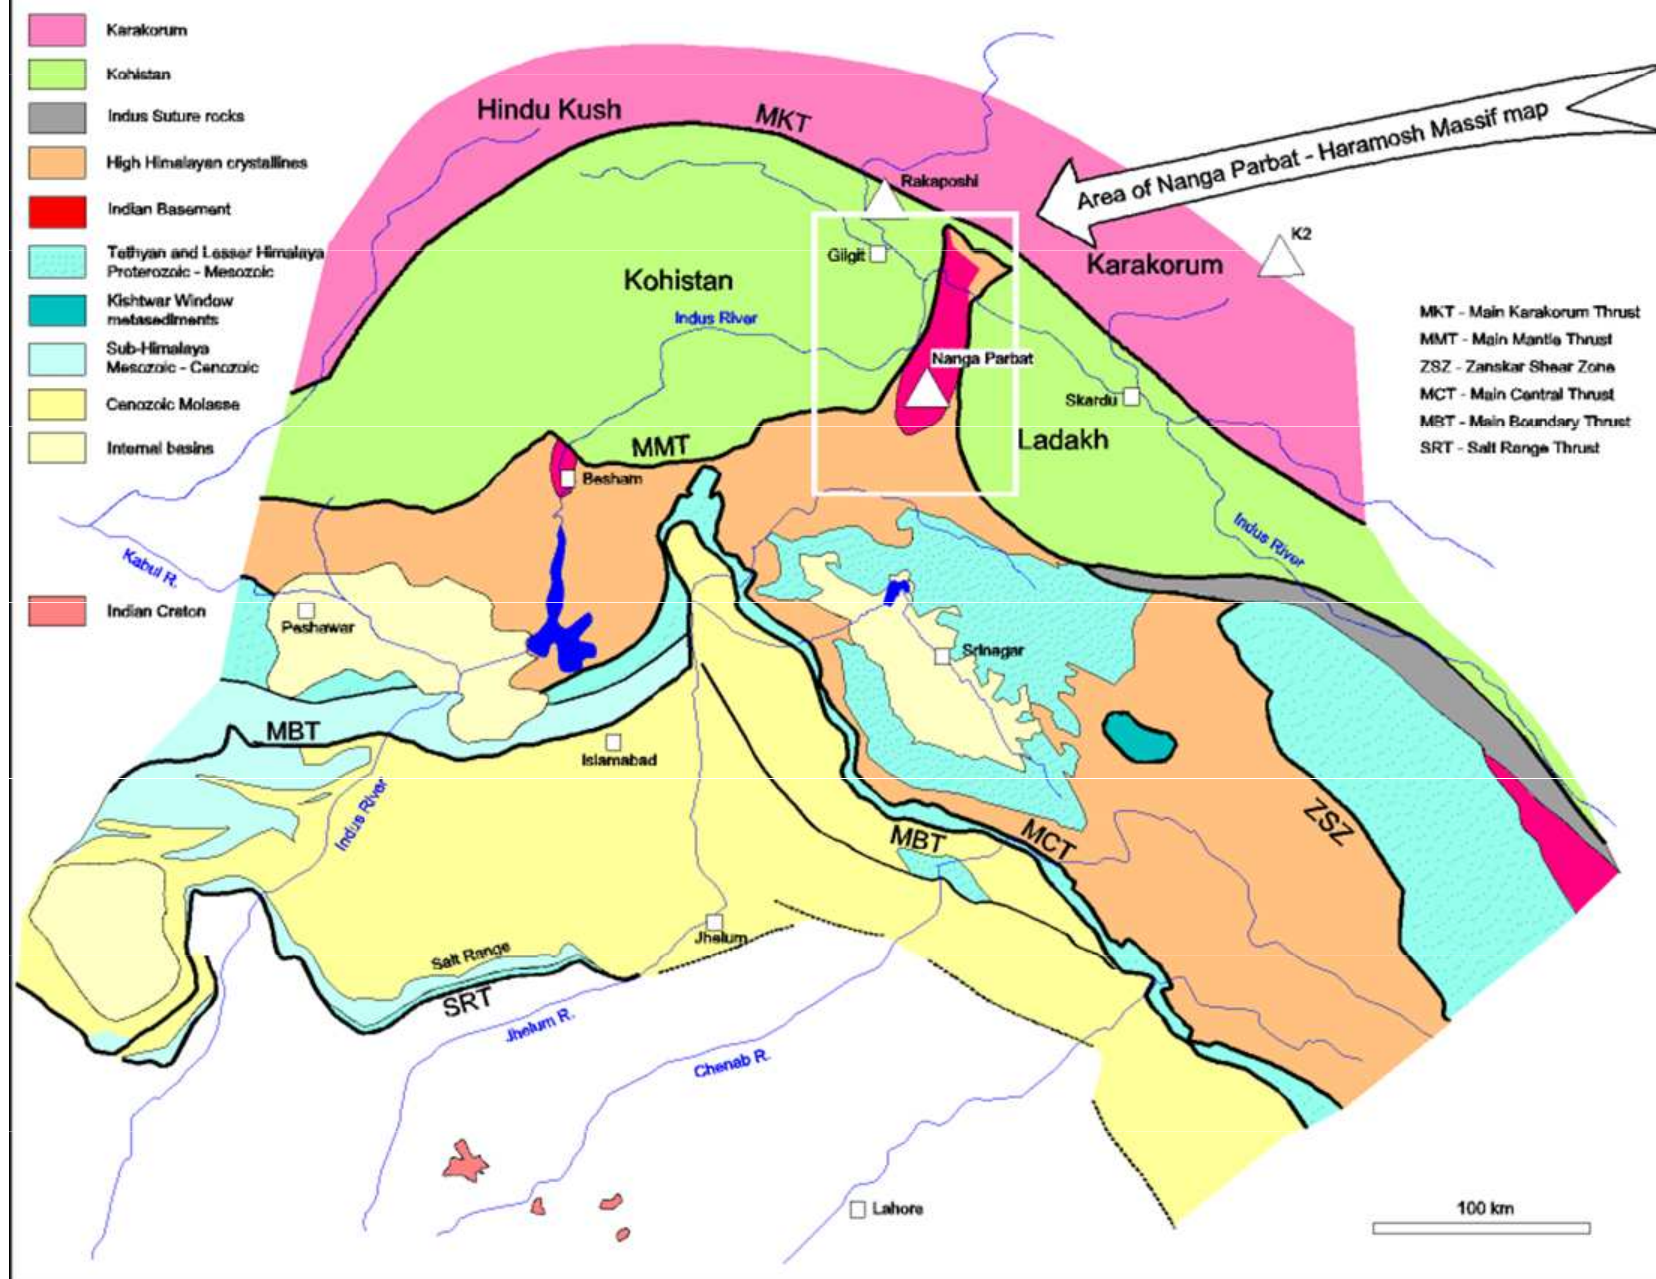 Karakorum
Kohistan
Indus Suture rocks
High Himalayan crystallines
Indian Basement
Tethyan and Lesser Himalaya
Proterozoic - Mesozoic
Kishtwar Window
metasediments
Sub-Himalaya
Mesozoic - Cenozoic
Cenozoic Molasse
Internal basins
Indian Craton
Hindu Kush
MKT
Area of Nanga Parbat - Haramosh Massif map
Rakaposhi
K2
Gilgit
Karakorum
Kohistan
Indus River
Nanga Parbat
MKT - Main Karakorum Thrust
MMT - Main Mantle Thrust
ZSZ - Zanskar Shear Zone
MCT - Main Central Thrust
MBT - Main Boundary Thrust
SRT - Salt Range Thrust
Skardu
Ladakh
MMT
Besham
Indus River
Kabul R.
Peshawar
Srinagar
MBT
Islamabad
Indus River
ZSZ
MBT
MCT
Jhelum
Salt Range
SRT
Jhelum R.
Chenab R.
Lahore
100 km